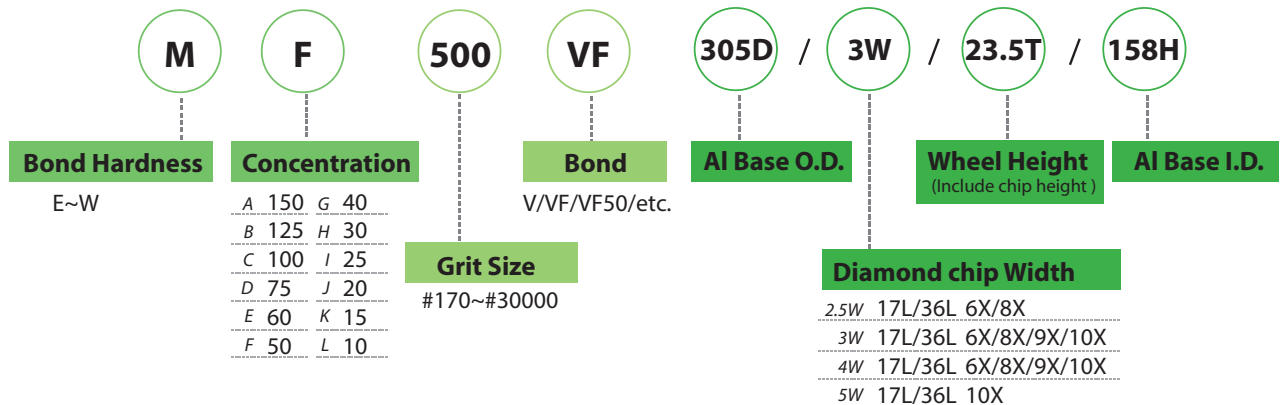 M F 500 VF 305D / 3W / 23.5T / 158H
Bond Hardness
E~W
Concentration
A 150 G 40
B 125 H 30
C 100 I 25
D 75 J 20
E 60 K 15
F 50 L 10
Grit Size
#170~#30000
Bond
V/VF/VF50/etc.
Al Base O.D.
Diamond chip Width
2.5W 17L/36L 6X/8X
3W 17L/36L 6X/8X/9X/10X
4W 17L/36L 6X/8X/9X/10X
5W 17L/36L 10X
Wheel Height
(Include chip height )
Al Base I.D.